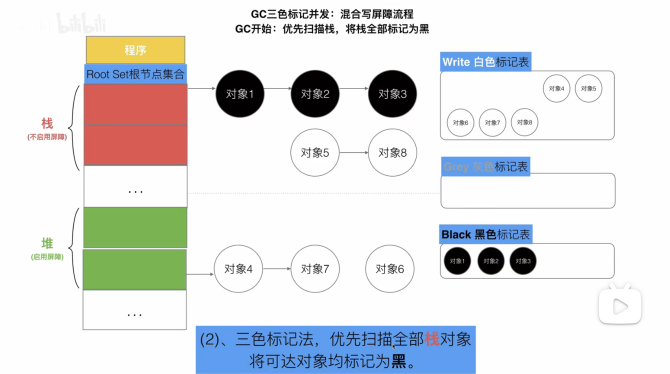 bilibili
GC三色标记并发：混合写屏障流程
GC开始：优先扫描栈，将栈全部标记为黑
程序
Root Set根节点集合
栈
(不启用屏障)
...
堆
(启用屏障)
...
对象1
对象2
对象3
对象5
对象8
对象4
对象7
对象6
Write 白色标记表
对象4
对象5
对象6
对象7
对象8
Grey 灰色标记表
Black 黑色标记表
对象1
对象2
对象3
(2)、三色标记法，优先扫描全部栈对象
将可达对象均标记为黑。